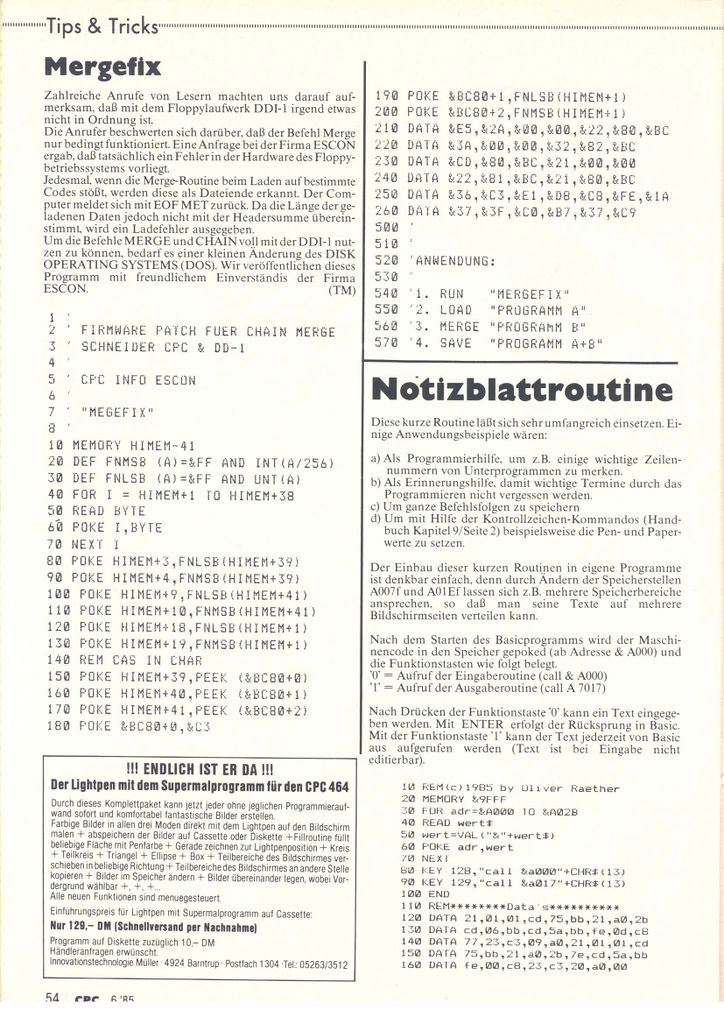 Tips & Tricks
Mergefix
Zahlreiche Anrufe von Lesern machten uns darauf auf-
merksam, daß mit dem Floppylaufwerk DDI-1 irgend etwas
nicht in Ordnung ist.
Die Anrufer beschwerten sich darüber, daß der Befehl Merge
nur bedingt funktioniert. Eine Anfrage bei der Firma ESCON
ergab, daß tatsächlich ein Fehler in der Hardware des Floppy-
betriebssystems vorliegt.
Jedesmal, wenn die Merge-Routine beim Laden auf bestimmte
Codes stößt, werden diese als Dateiende erkannt. Der Com-
puter meldet sich mit EOF MET zurück. Da die Länge der ge-
ladenen Daten jedoch nicht mit der Headersumme überein-
stimmt, wird ein Ladefehler ausgegeben.
Um die Befehle MERGE und CHAIN voll mit der DDI-1 nut-
zen zu können, bedarf es einer kleinen Änderung des DISK
OPERATING SYSTEMS (DOS). Wir veröffentlichen dieses
Programm mit freundlichem Einverständis der Firma
ESCON. (TM)
1 '
2 ' FIRMWARE PATCH FUER CHAIN MERGE
3 ' SCHNEIDER CPC & DD-1
4 '
5 ' CPC INFO ESCON
6 '
7 ' "MEGEFIX"
8 '
10 MEMORY HIMEM-41
20 DEF FNMSB (A)=&FF AND INT(A/256)
30 DEF FNLSB (A)=&FF AND UNT(A)
40 FOR I = HIMEM+1 TO HIMEM+38
50 READ BYTE
60 POKE I,BYTE
70 NEXT I
80 POKE HIMEM+3,FNLSB(HIMEM+39)
90 POKE HIMEM+4,FNMSB(HIMEM+39)
100 POKE HIMEM+9,FNLSB(HIMEM+41)
110 POKE HIMEM+10,FNMSB(HIMEM+41)
120 POKE HIMEM+18,FNLSB(HIMEM+1)
130 POKE HIMEM+19,FNMSB(HIMEM+1)
140 REM CAS IN CHAR
150 POKE HIMEM+39,PEEK (&BC80+0)
160 POKE HIMEM+40,PEEK (&BC80+1)
170 POKE HIMEM+41,PEEK (&BC80+2)
180 POKE &BC80+0,&C3
190 POKE &BC80+1,FNLSB(HIMEM+1)
200 POKE &BC80+2,FNMSB(HIMEM+1)
210 DATA &E5,&2A,&00,&00,&22,&80,&BC
220 DATA &3A,&00,&00,&32,&82,&BC
230 DATA &CD,&80,&BC,&21,&00,&00
240 DATA &22,&81,&BC,&21,&80,&BC
250 DATA &36,&C3,&E1,&D8,&C8,&FE,&1A
260 DATA &37,&3F,&C0,&B7,&37,&C9
500 '
510 '
520 'ANWENDUNG:
530 '
540 '1. RUN "MERGEFIX"
550 '2. LOAD "PROGRAMM A"
560 '3. MERGE "PROGRAMM B"
570 '4. SAVE "PROGRAMM A+B"
Notizblattroutine
Diese kurze Routine läßt sich sehr umfangreich einsetzen. Ei-
nige Anwendungsbeispiele wären:
a) Als Programmierhilfe, um z.B. einige wichtige Zeilen-
nummern von Unterprogrammen zu merken.
b) Als Erinnerungshilfe, damit wichtige Termine durch das
Programmieren nicht vergessen werden.
c) Um ganze Befehlsfolgen zu speichern
d) Um mit Hilfe der Kontrollzeichen-Kommandos (Hand-
buch Kapitel 9/Seite 2) beispielsweise die Pen- und Paper-
werte zu setzen.
Der Einbau dieser kurzen Routinen in eigene Programme
ist denkbar einfach, denn durch Ändern der Speicherstellen
A007f und A01Ef lassen sich z.B. mehrere Speicherbereiche
ansprechen, so daß man seine Texte auf mehrere
Bildschirmseiten verteilen kann.
Nach dem Starten des Basicprogramms wird der Maschi-
nencode in den Speicher gepoked (ab Adresse & A000) und
die Funktionstasten wie folgt belegt.
'0' = Aufruf der Eingaberoutine (call & A000)
'1' = Aufruf der Ausgaberoutine (call A 7017)
Nach Drücken der Funktionstaste '0' kann ein Text eingege-
ben werden. Mit ENTER erfolgt der Rücksprung in Basic.
Mit der Funktionstaste '1' kann der Text jederzeit von Basic
aus aufgerufen werden (Text ist bei Eingabe nicht
editierbar).
10 REM(c)1985 by Oliver Raether
20 MEMORY &9FFF
30 FOR adr=&A000 TO &A02B
40 READ wert$
50 wert=VAL("&"+wert$)
60 POKE adr,wert
70 NEXT
80 KEY 128,"call &a000"+CHR$(13)
90 KEY 129,"call &a017"+CHR$(13)
100 END
110 REM********Data's**********
120 DATA 21,01,01,cd,75,bb,21,a0,2b
130 DATA cd,06,bb,cd,5a,bb,fe,0d,c8
140 DATA 77,23,c3,09,a0,21,01,01,cd
150 DATA 75,bb,21,a0,2b,7e,cd,5a,bb
160 DATA fe,00,c8,23,c3,20,a0,00
!!! ENDLICH IST ER DA !!!
Der Lightpen mit dem Supermalprogramm für den CPC 464
Durch dieses Komplettpaket kann jetzt jeder ohne jeglichen Programmierauf-
wand sofort und komfortabel fantastische Bilder erstellen.
Farbige Bilder in allen drei Moden direkt mit dem Lightpen auf den Bildschirm
malen + abspeichern der Bilder auf Cassette oder Diskette + Fillroutine füllt
beliebige Fläche mit Penfarbe + Gerade zeichnen zur Lightpenposition + Kreis
+ Teilkreis + Triangel + Ellipse + Box + Teilbereiche des Bildschirmes ver-
schieben in beliebige Richtung + Teilbereiche des Bildschirmes an andere Stelle
kopieren + Bilder im Speicher ändern + Bilder übereinander legen, wobei Vor-
dergrund wählbar +, +, +...
Alle neuen Funktionen sind menuegesteuert.
Einführungspreis für Lightpen mit Supermalprogramm auf Cassette:
Nur 129,– DM (Schnellversand per Nachnahme)
Programm auf Diskette zuzüglich 10,– DM
Händleranfragen erwünscht.
Innovationstechnologie Müller · 4924 Barntrup · Postfach 1304 · Tel.: 05263/3512
54 CPC 6 '85